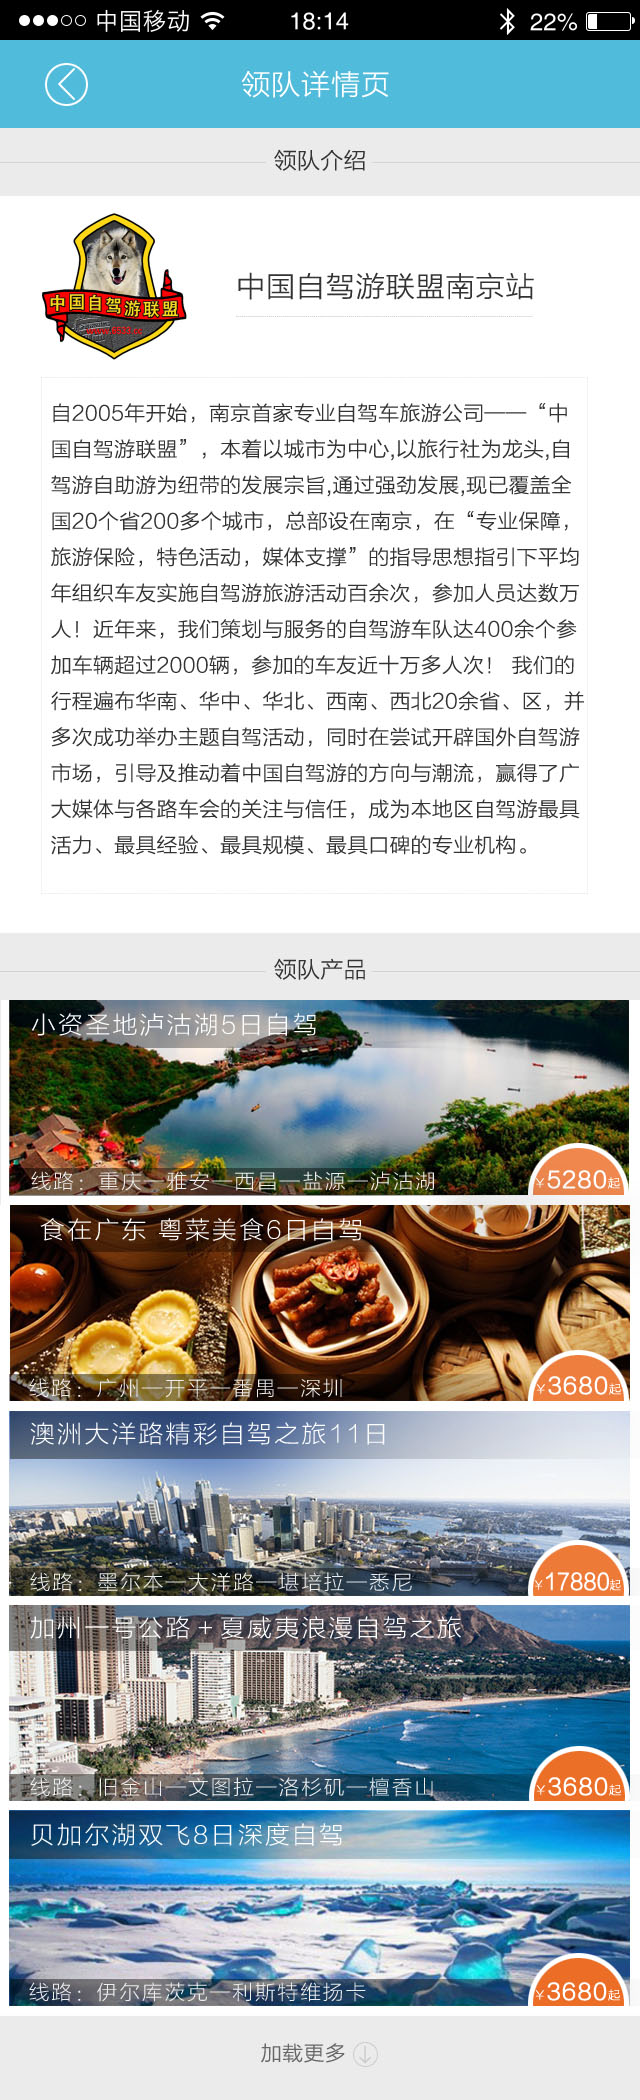 中国移动 18:14 22%
领队详情页
领队介绍
中国自驾游联盟
中国自驾游联盟南京站
自2005年开始，南京首家专业自驾车旅游公司——“中
国自驾游联盟”，本着以城市为中心,以旅行社为龙头,自
驾游自助游为纽带的发展宗旨,通过强劲发展,现已覆盖全
国20个省200多个城市，总部设在南京，在“专业保障，
旅游保险，特色活动，媒体支撑”的指导思想指引下平均
年组织车友实施自驾游旅游活动百余次，参加人员达数万
人！近年来，我们策划与服务的自驾游车队达400余个参
加车辆超过2000辆，参加的车友近十万多人次！ 我们的
行程遍布华南、华中、华北、西南、西北20余省、区，并
多次成功举办主题自驾活动，同时在尝试开辟国外自驾游
市场，引导及推动着中国自驾游的方向与潮流，赢得了广
大媒体与各路车会的关注与信任，成为本地区自驾游最具
活力、最具经验、最具规模、最具口碑的专业机构。
领队产品
小资圣地泸沽湖5日自驾
线路：重庆—雅安—西昌—盐源—泸沽湖
¥5280起
食在广东 粤菜美食6日自驾
线路：广州—开平—番禺—深圳
¥3680起
澳洲大洋路精彩自驾之旅11日
线路：墨尔本—大洋路—堪培拉—悉尼
¥17880起
加州一号公路＋夏威夷浪漫自驾之旅
线路：旧金山—文图拉—洛杉矶—檀香山
¥3680起
贝加尔湖双飞8日深度自驾
线路：伊尔库茨克—利斯特维扬卡
¥3680起
加载更多